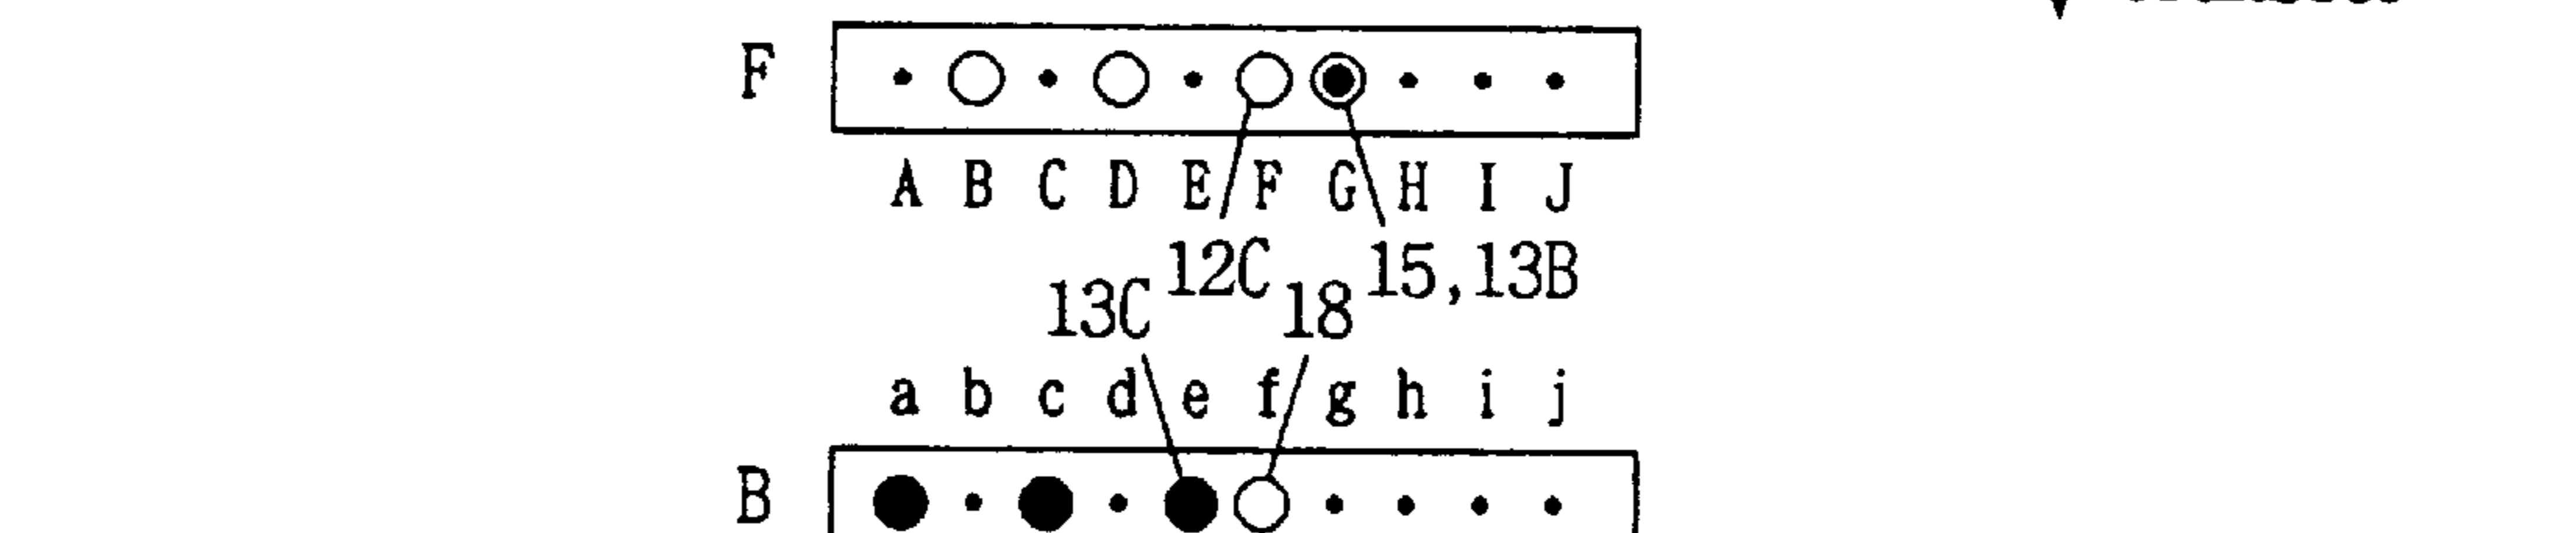 F
A B C D E F G H I J
12C 15,13B
13C 18
a b c d e f g h i j
B